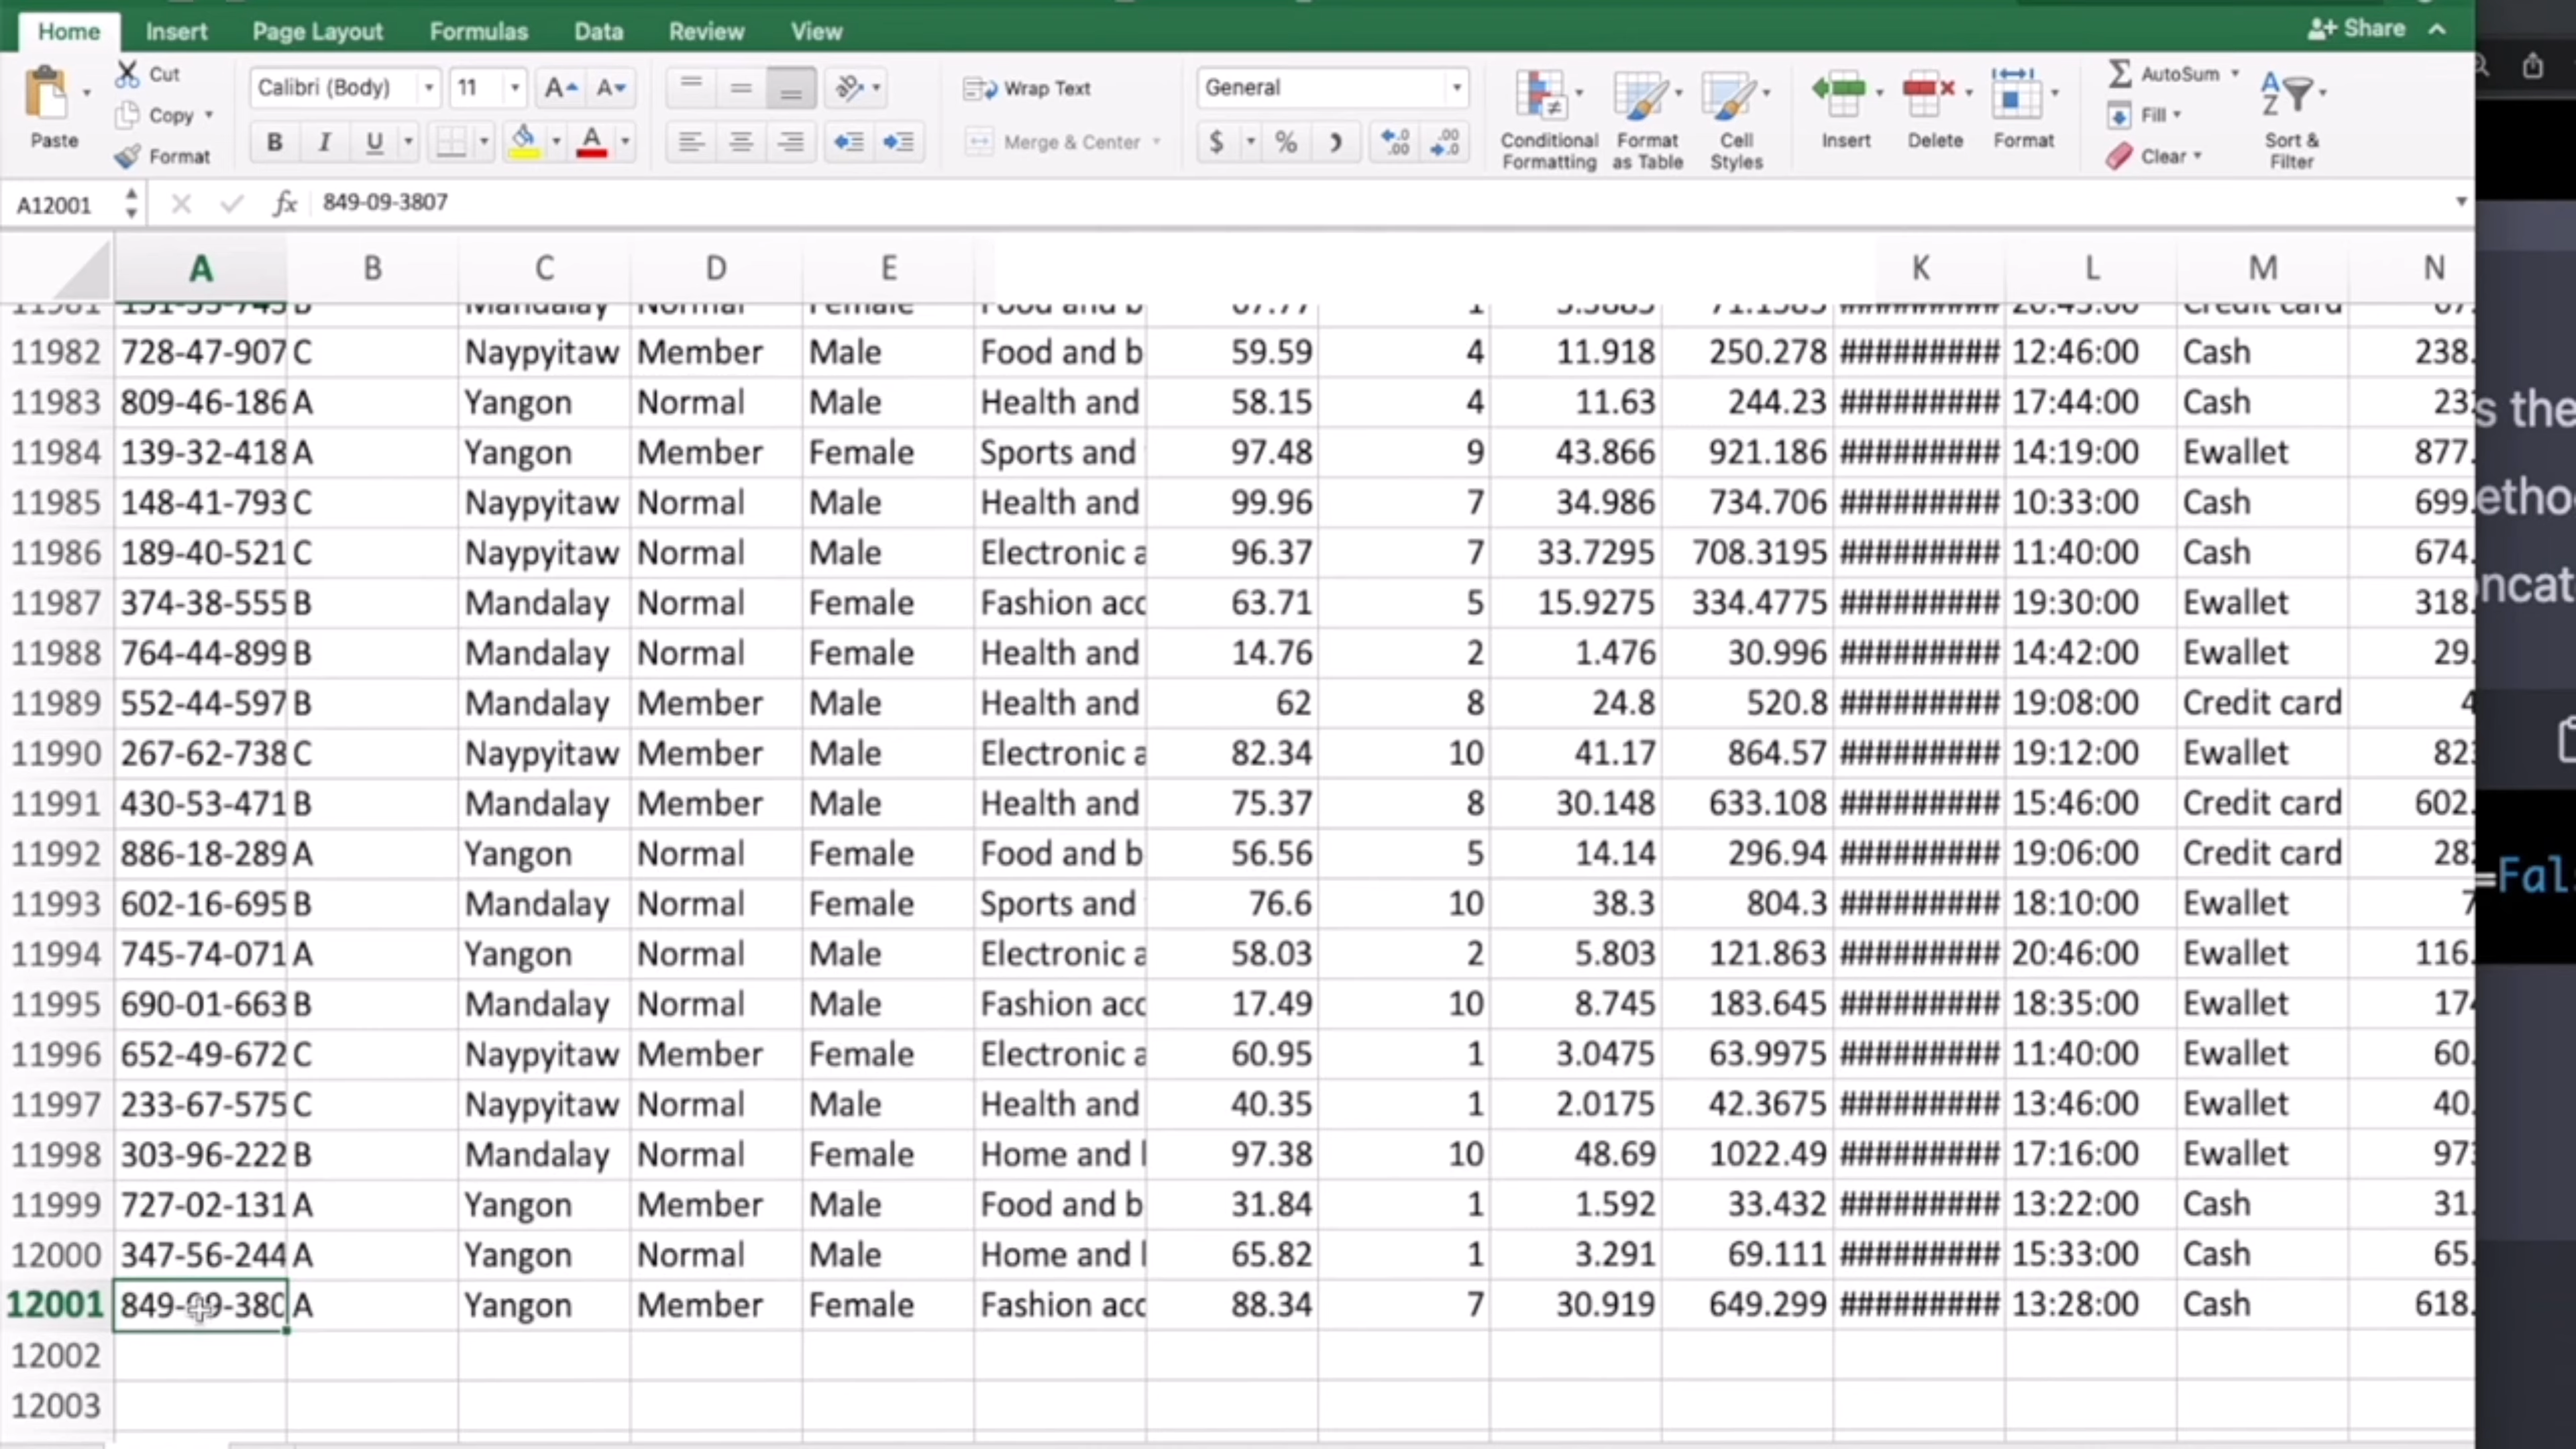 Home Insert Page Layout Formulas Data Review View Share
Cut Calibri (Body) 11 A A Wrap Text General AutoSum
Copy Fill
Paste Format B I U A Merge & Center $ % Conditional Formatting Format as Table Cell Styles Insert Delete Format Clear Sort & Filter
A12001 fx 849-09-3807
A B C D E K L M N
11982 728-47-907 C Naypyitaw Member Male Food and b 59.59 4 11.918 250.278 ######### 12:46:00 Cash 238.
11983 809-46-186 A Yangon Normal Male Health and 58.15 4 11.63 244.23 ######### 17:44:00 Cash 23 s the
11984 139-32-418 A Yangon Member Female Sports and 97.48 9 43.866 921.186 ######### 14:19:00 Ewallet 877.
11985 148-41-793 C Naypyitaw Normal Male Health and 99.96 7 34.986 734.706 ######### 10:33:00 Cash 699. etho
11986 189-40-521 C Naypyitaw Normal Male Electronic a 96.37 7 33.7295 708.3195 ######### 11:40:00 Cash 674.
11987 374-38-555 B Mandalay Normal Female Fashion acc 63.71 5 15.9275 334.4775 ######### 19:30:00 Ewallet 318. ncat
11988 764-44-899 B Mandalay Normal Female Health and 14.76 2 1.476 30.996 ######### 14:42:00 Ewallet 29.
11989 552-44-597 B Mandalay Member Male Health and 62 8 24.8 520.8 ######### 19:08:00 Credit card 4
11990 267-62-738 C Naypyitaw Member Male Electronic a 82.34 10 41.17 864.57 ######### 19:12:00 Ewallet 82
11991 430-53-471 B Mandalay Member Male Health and 75.37 8 30.148 633.108 ######### 15:46:00 Credit card 602.
11992 886-18-289 A Yangon Normal Female Food and b 56.56 5 14.14 296.94 ######### 19:06:00 Credit card 28 =Fal
11993 602-16-695 B Mandalay Normal Female Sports and 76.6 10 38.3 804.3 ######### 18:10:00 Ewallet 7
11994 745-74-071 A Yangon Normal Male Electronic a 58.03 2 5.803 121.863 ######### 20:46:00 Ewallet 116.
11995 690-01-663 B Mandalay Normal Male Fashion acc 17.49 10 8.745 183.645 ######### 18:35:00 Ewallet 17
11996 652-49-672 C Naypyitaw Member Female Electronic a 60.95 1 3.0475 63.9975 ######### 11:40:00 Ewallet 60.
11997 233-67-575 C Naypyitaw Normal Male Health and 40.35 1 2.0175 42.3675 ######### 13:46:00 Ewallet 40.
11998 303-96-222 B Mandalay Normal Female Home and l 97.38 10 48.69 1022.49 ######### 17:16:00 Ewallet 97
11999 727-02-131 A Yangon Member Male Food and b 31.84 1 1.592 33.432 ######### 13:22:00 Cash 31.
12000 347-56-244 A Yangon Normal Male Home and l 65.82 1 3.291 69.111 ######### 15:33:00 Cash 65.
12001 849-09-380 A Yangon Member Female Fashion acc 88.34 7 30.919 649.299 ######### 13:28:00 Cash 618.
12002
12003